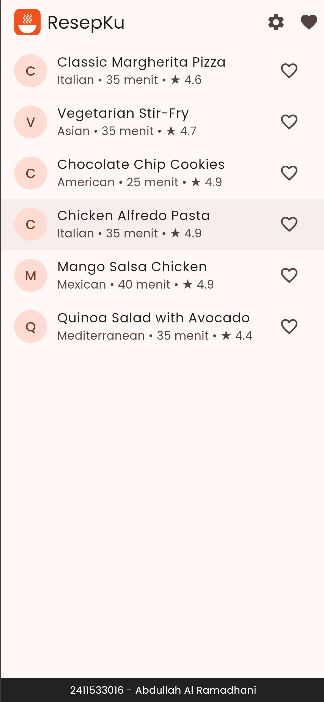 ResepKu
C
Classic Margherita Pizza
Italian • 35 menit • ★ 4.6
V
Vegetarian Stir-Fry
Asian • 35 menit • ★ 4.7
C
Chocolate Chip Cookies
American • 25 menit • ★ 4.9
C
Chicken Alfredo Pasta
Italian • 35 menit • ★ 4.9
M
Mango Salsa Chicken
Mexican • 40 menit • ★ 4.9
Q
Quinoa Salad with Avocado
Mediterranean • 35 menit • ★ 4.4
2411533016 - Abdullah Al Ramadhani